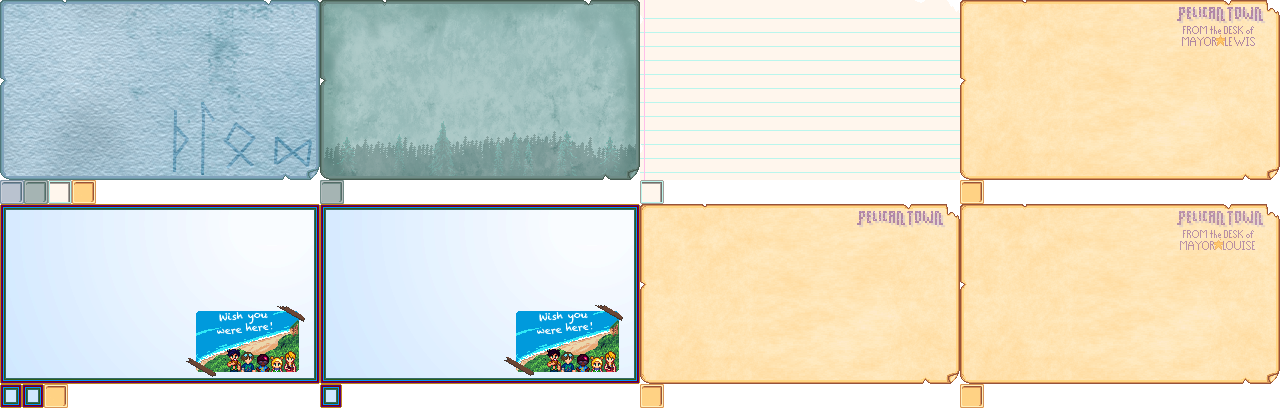 ᚦᛚᛟᛞ
PELICAN TOWN
FROM the DESK of
MAYOR LEWIS
Wish you
were here!
Wish you
were here!
PELICAN TOWN
PELICAN TOWN
FROM the DESK of
MAYOR LOUISE